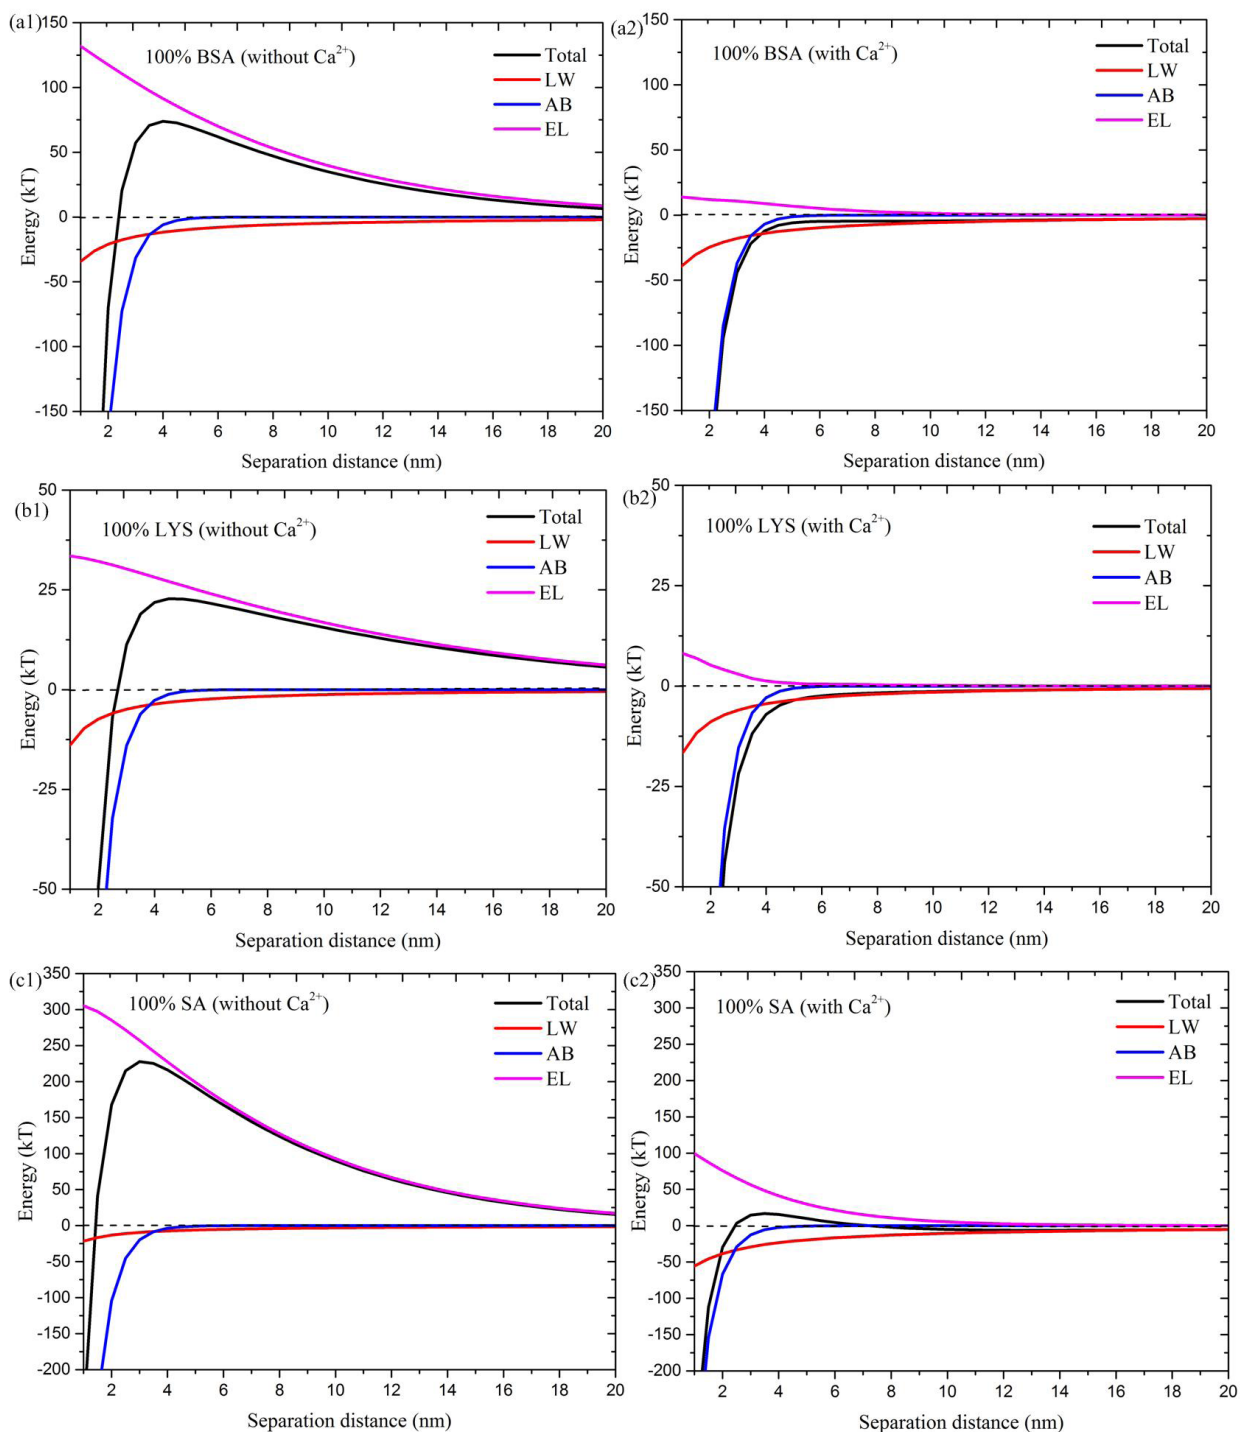 (a1)
100% BSA (without Ca²⁺)
Total
LW
AB
EL
150
100
50
0
-50
-100
-150
Energy (kT)
2 4 6 8 10 12 14 16 18 20
Separation distance (nm)
(a2)
100% BSA (with Ca²⁺)
Total
LW
AB
EL
150
100
50
0
-50
-100
-150
Energy (kT)
2 4 6 8 10 12 14 16 18 20
Separation distance (nm)
(b1)
100% LYS (without Ca²⁺)
Total
LW
AB
EL
50
25
0
-25
-50
Energy (kT)
2 4 6 8 10 12 14 16 18 20
Separation distance (nm)
(b2)
100% LYS (with Ca²⁺)
Total
LW
AB
EL
50
25
0
-25
-50
Energy (kT)
2 4 6 8 10 12 14 16 18 20
Separation distance (nm)
(c1)
100% SA (without Ca²⁺)
Total
LW
AB
EL
350
300
250
200
150
100
50
0
-50
-100
-150
-200
Energy (kT)
2 4 6 8 10 12 14 16 18 20
Separation distance (nm)
(c2)
100% SA (with Ca²⁺)
Total
LW
AB
EL
350
300
250
200
150
100
50
0
-50
-100
-150
-200
Energy (kT)
2 4 6 8 10 12 14 16 18 20
Separation distance (nm)